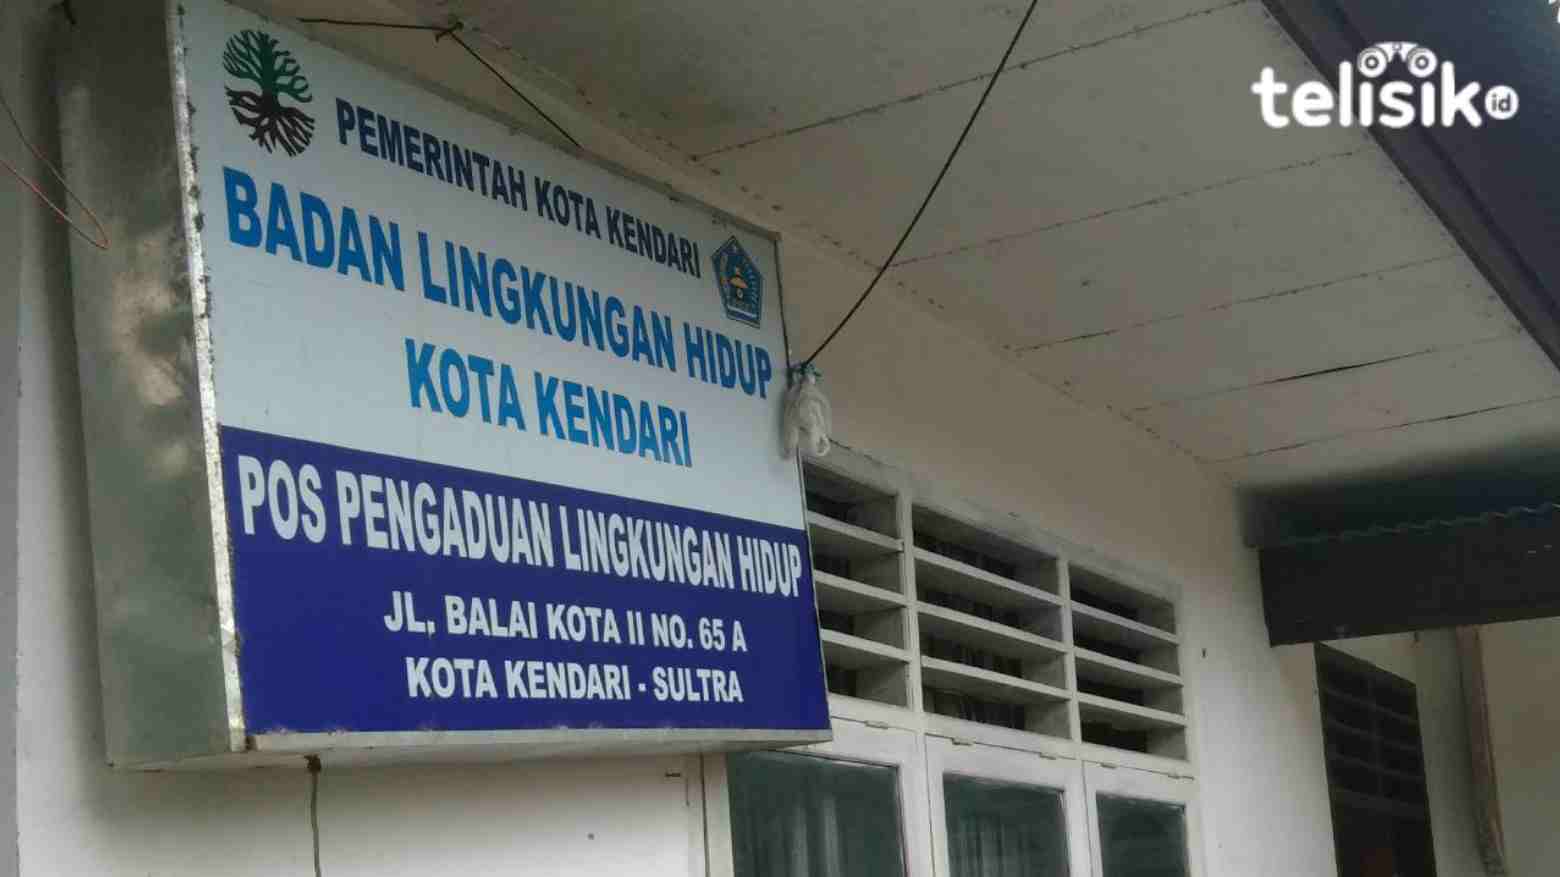 telisik.id
PEMERINTAH KOTA KENDARI
BADAN LINGKUNGAN HIDUP
KOTA KENDARI
POS PENGADUAN LINGKUNGAN HIDUP
JL. BALAI KOTA II NO. 65 A
KOTA KENDARI - SULTRA